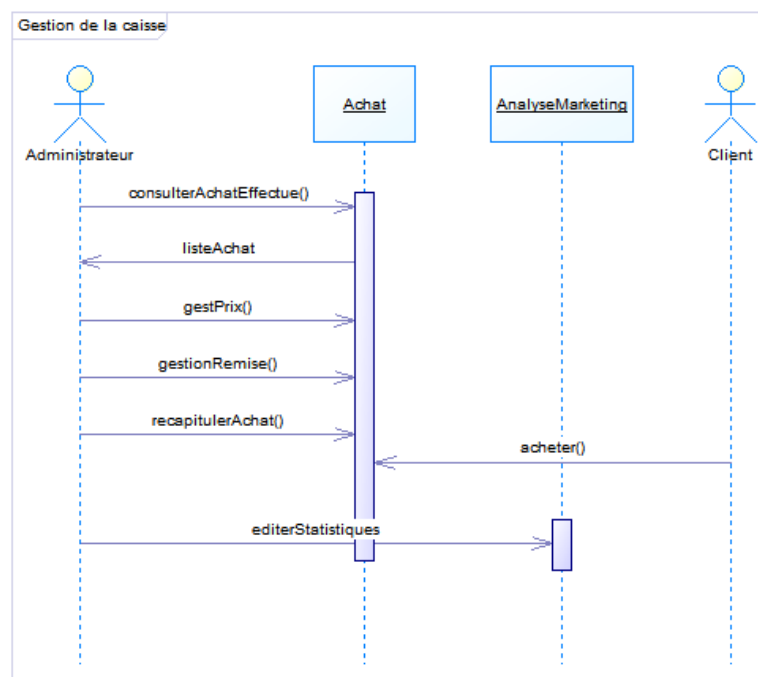 Gestion de la caisse
Achat
AnalyseMarketing
Administrateur
Client
consulterAchatEffectue()
listeAchat
gestPrix()
gestionRemise()
recapitulerAchat()
acheter()
editerStatistiques